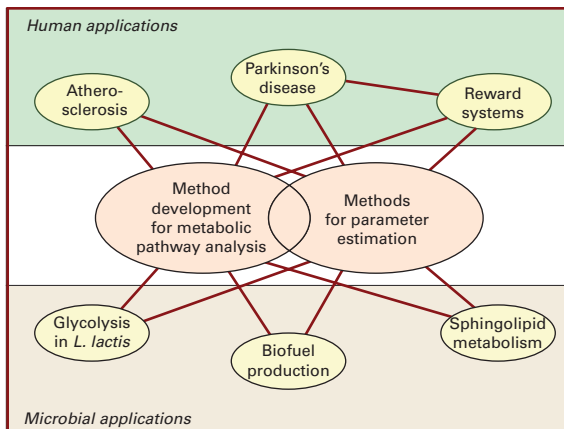 Human applications
Parkinson's
disease
Athero-
sclerosis
Reward
systems
Method
development
for metabolic
pathway analysis
Methods
for parameter
estimation
Glycolysis
in L. lactis
Biofuel
production
Sphingolipid
metabolism
Microbial applications